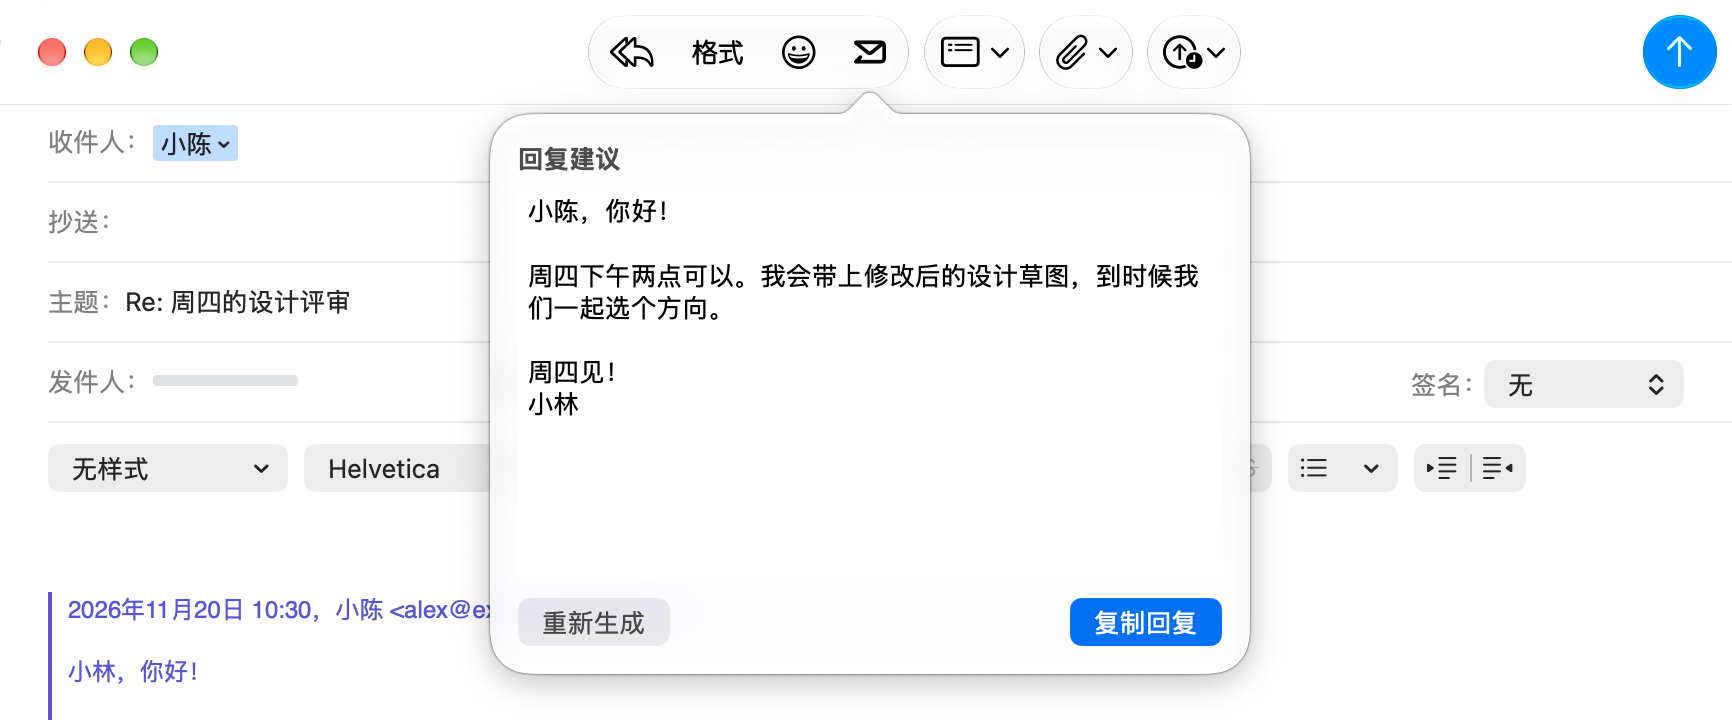 格式
收件人：
小陈
抄送：
主题：
Re: 周四的设计评审
发件人：
签名：
无
无样式
Helvetica
回复建议
小陈，你好！
周四下午两点可以。我会带上修改后的设计草图，到时候我
们一起选个方向。
周四见！
小林
重新生成
复制回复
2026年11月20日 10:30，小陈 <alex@ex
小林，你好！